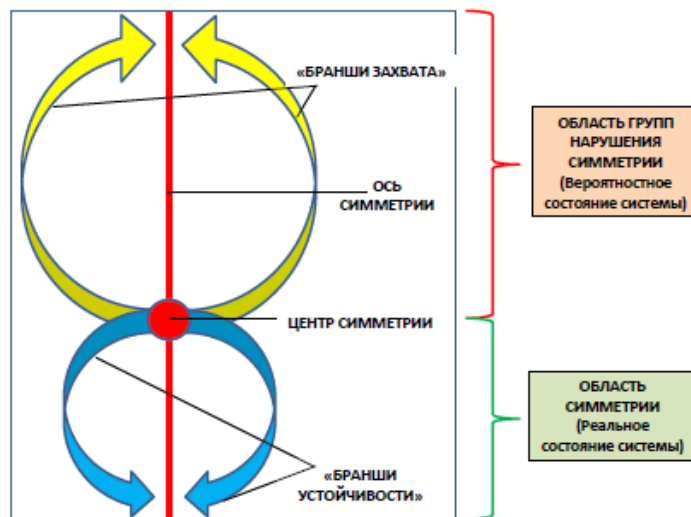 «БРАНШИ ЗАХВАТА»
ОСЬ
СИММЕТРИИ
ЦЕНТР СИММЕТРИИ
«БРАНШИ
УСТОЙЧИВОСТИ»
ОБЛАСТЬ ГРУПП
НАРУШЕНИЯ
СИММЕТРИИ
(Вероятностное
состояние системы)
ОБЛАСТЬ
СИММЕТРИИ
(Реальное
состояние системы)